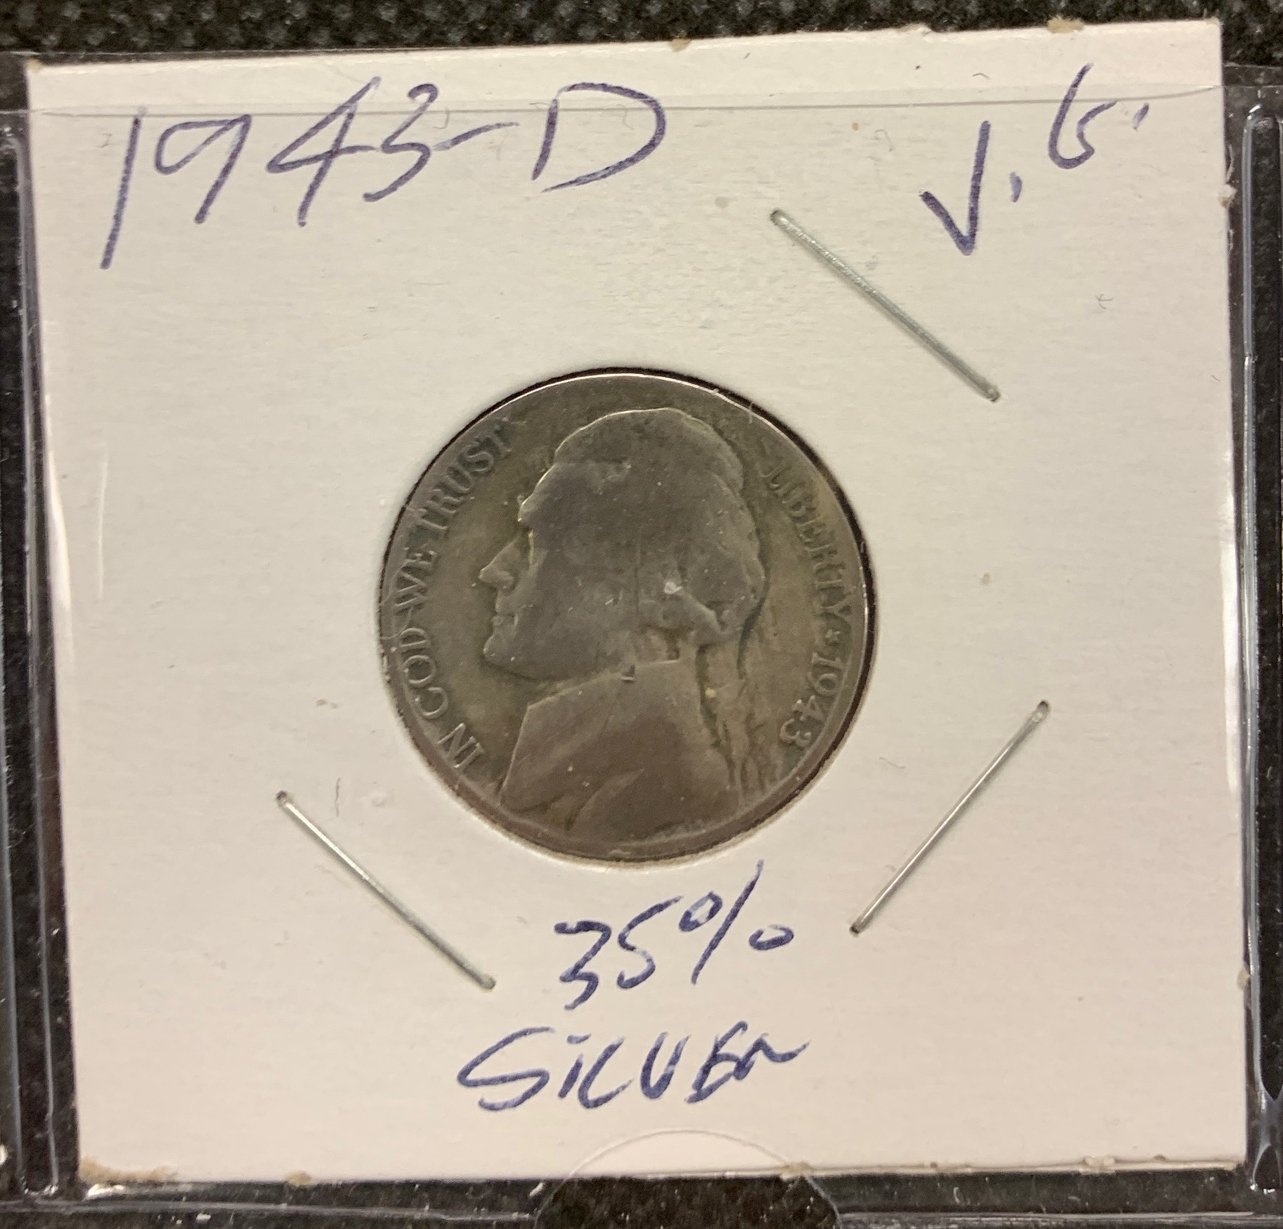 1943-D V.G.
IN GOD WE TRUST
LIBERTY ★ 1943
35%
SILVER